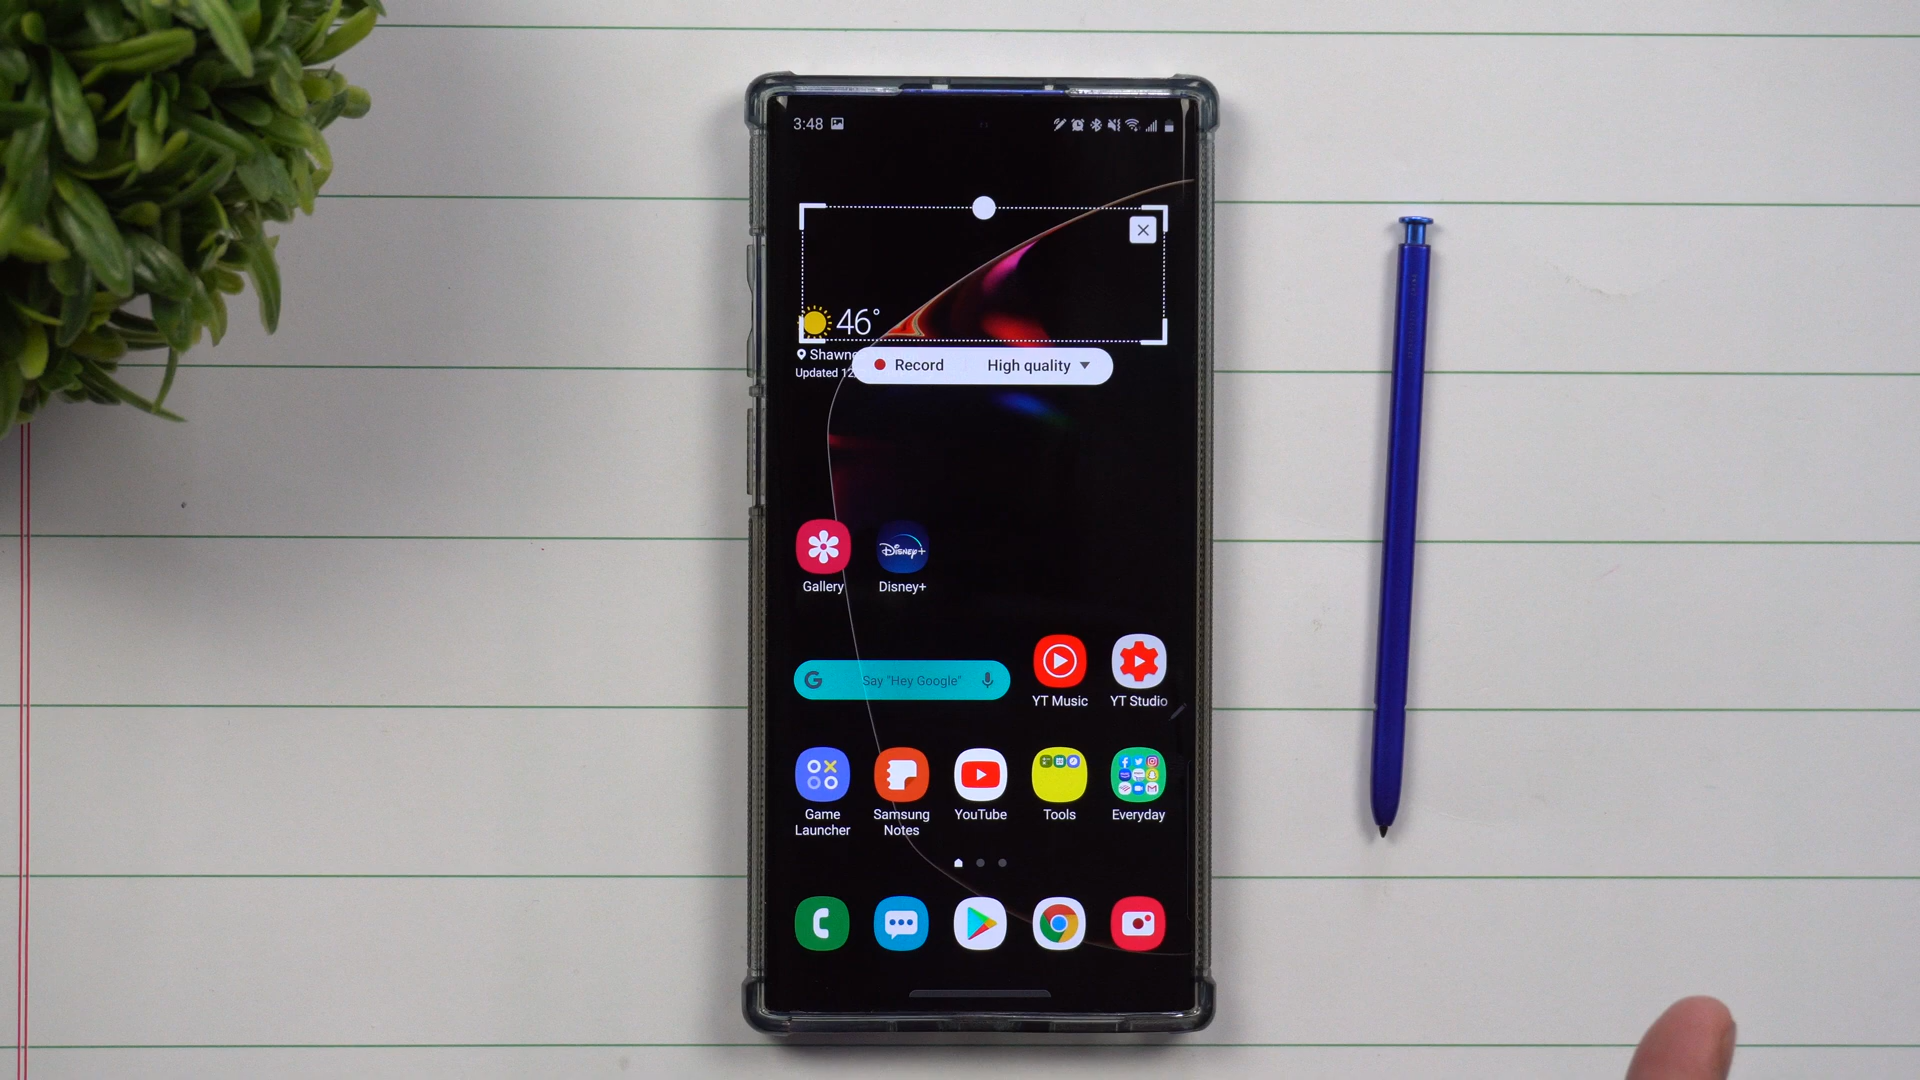 3:48
46°
Shawn
Updated 12
Record
High quality
Gallery
Disney+
Disney+
Say "Hey Google"
YT Music
YT Studio
Game
Launcher
Samsung
Notes
YouTube
Tools
Everyday